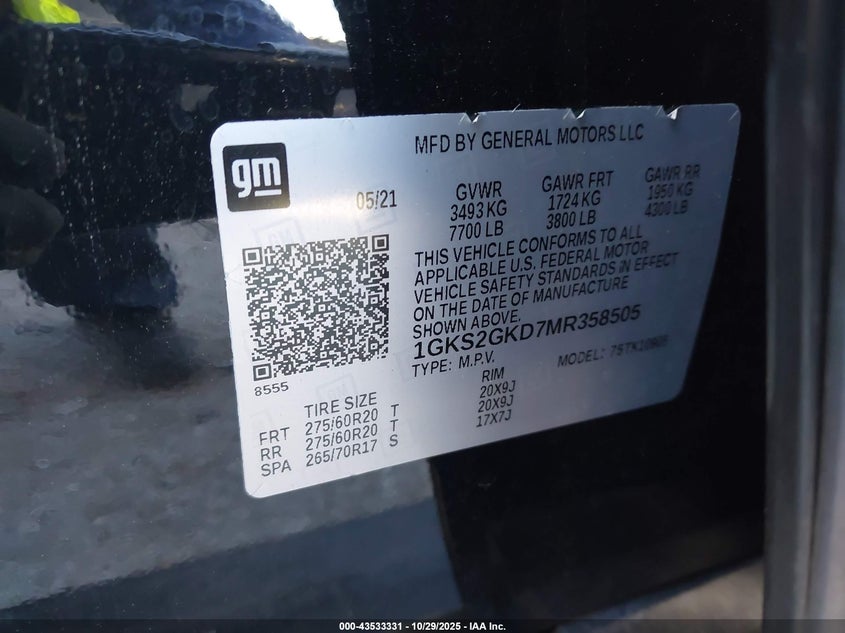 MFD BY GENERAL MOTORS LLC
gm
05/21
GVWR GAWR FRT GAWR RR
3493 KG 1724 KG 1950 KG
7700 LB 3800 LB 4300 LB
THIS VEHICLE CONFORMS TO ALL
APPLICABLE U.S. FEDERAL MOTOR
VEHICLE SAFETY STANDARDS IN EFFECT
ON THE DATE OF MANUFACTURE
SHOWN ABOVE.
1GKS2GKD7MR358505
TYPE: M.P.V. MODEL:
8555
TIRE SIZE RIM
FRT 275/60R20 T 20X9J
RR 275/60R20 T 20X9J
SPA 265/70R17 S 17X7J
000-43533331 - 10/29/2025 - IAA Inc.